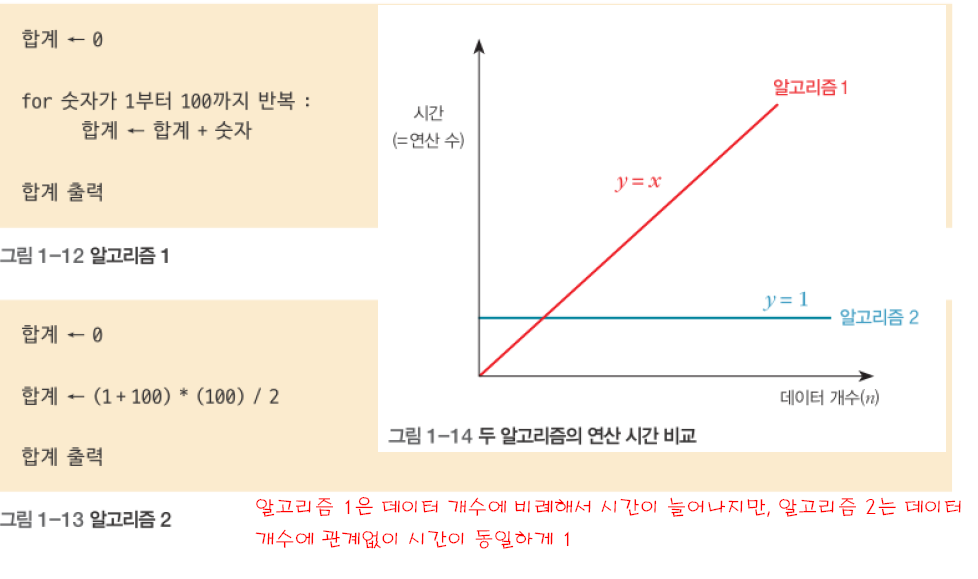 합계 ← 0
for 숫자가 1부터 100까지 반복 :
합계 ← 합계 + 숫자
합계 출력
그림 1-12 알고리즘 1
합계 ← 0
합계 ← (1+100) * (100) / 2
합계 출력
그림 1-13 알고리즘 2
시간
(=연산 수)
알고리즘 1
y = x
y = 1
알고리즘 2
데이터 개수(n)
그림 1-14 두 알고리즘의 연산 시간 비교
알고리즘 1은 데이터 개수에 비례해서 시간이 늘어나지만, 알고리즘 2는 데이터
개수에 관계없이 시간이 동일하게 1